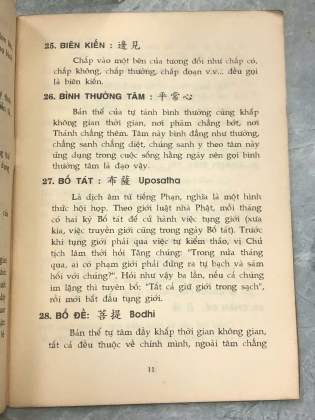 25. BIÊN KIẾN : 邊見
Chấp vào một bên của tương đối như chấp có,
chấp không, chấp thường, chấp đoạn v.v... đều gọi
là biên kiến.
26. BÌNH THƯỜNG TÂM : 平常心
Bản thể của tự tánh bình thường cùng khắp
không gian thời gian, nơi phàm chẳng bớt, nơi
Thánh chẳng thêm. Tâm này bình đẳng như thường,
chẳng sanh chẳng diệt, chúng sanh y theo tâm này
ứng dụng trong cuộc sống hằng ngày nên gọi bình
thường tâm là đạo vậy.
27. BỐ TÁT : 布薩 Uposatha
Là dịch âm từ tiếng Phạn, nghĩa là một hình
thức hội họp. Theo giới luật nhà Phật, mỗi tháng
có hai kỳ Bố tát để cử hành việc tụng giới (xưa
kia, việc truyền giới cũng trong ngày Bố tát). Trước
khi tụng giới phải qua việc tự kiểm thảo, vị Chủ
tịch lâm thời hỏi Tăng chúng: "Trong nửa tháng
qua, ai có phạm giới phải đứng ra tự bạch và sám
hối với chúng?". Hỏi như vậy ba lần, nếu cả chúng
im lặng thì tuyên bố: "Tất cả giữ giới trong sạch",
rồi mới bắt đầu tụng giới.
28. BỒ ĐỀ: 菩提 Bodhi
Bản thể tự tâm đầy khắp thời gian không gian,
tất cả đều thuộc về chính mình, ngoài tâm chẳng
11